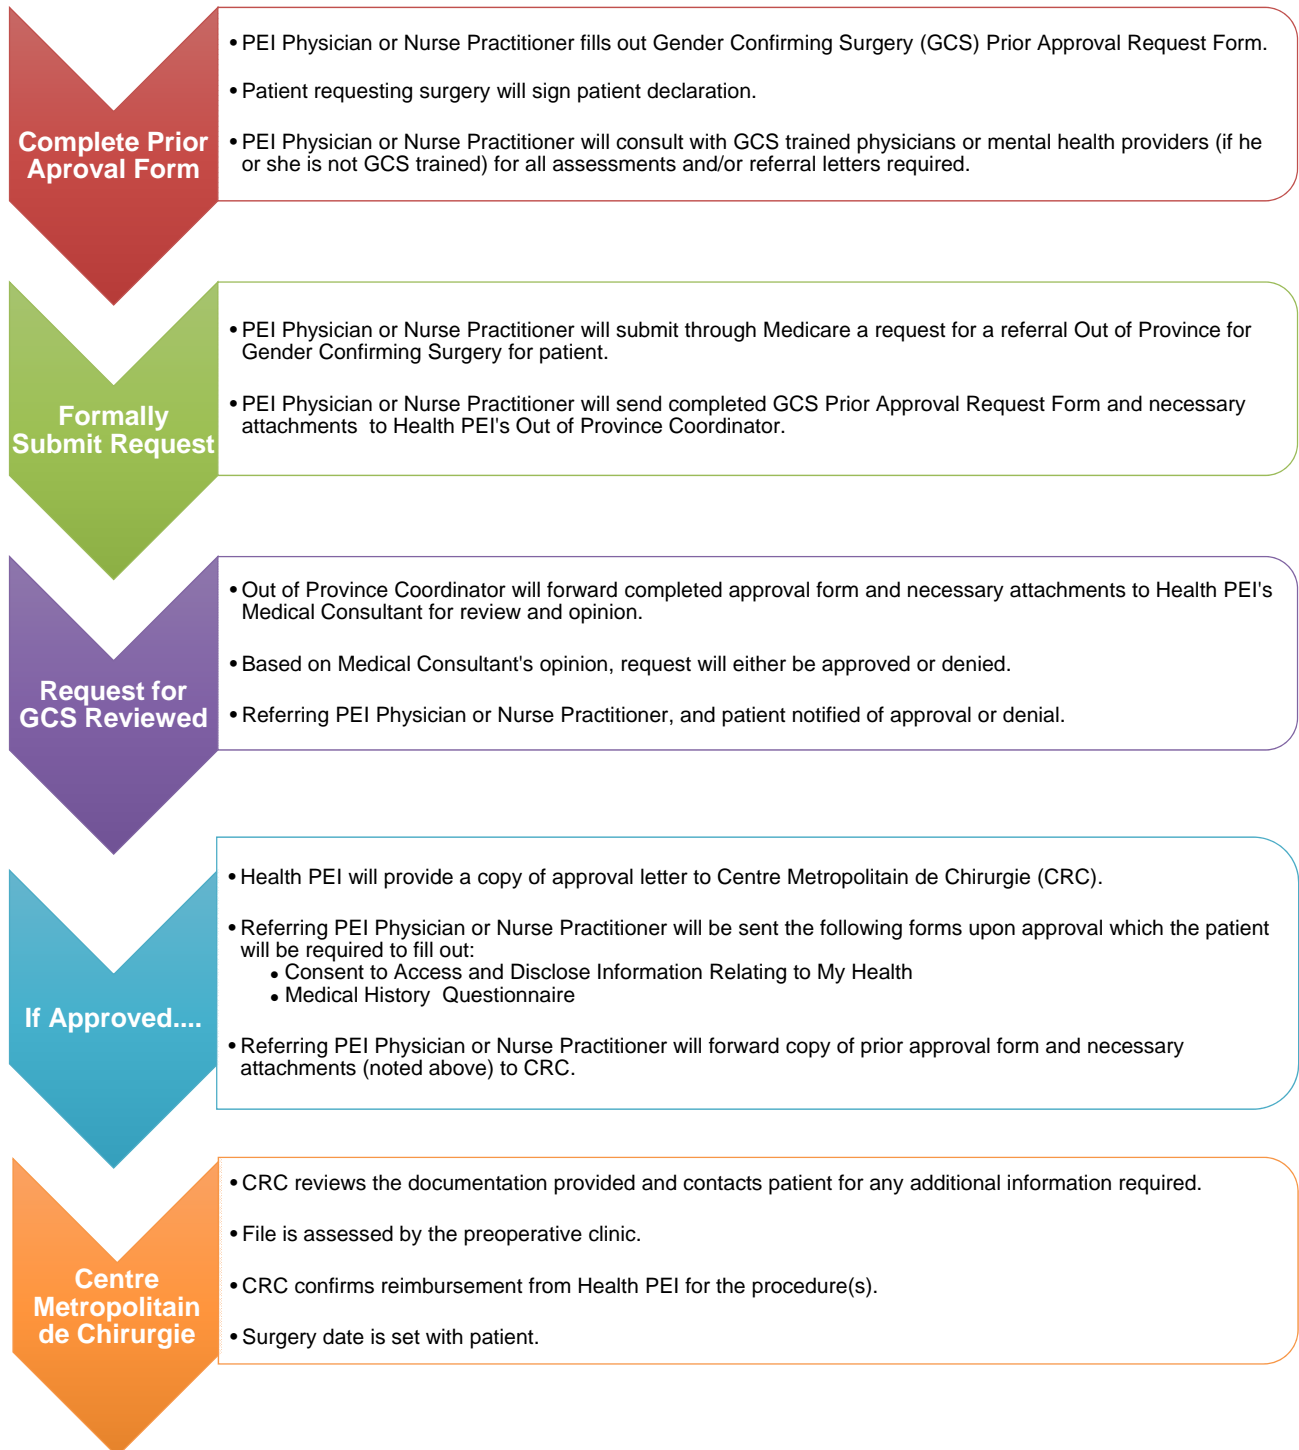 Complete Prior
Aproval Form
• PEI Physician or Nurse Practitioner fills out Gender Confirming Surgery (GCS) Prior Approval Request Form.
• Patient requesting surgery will sign patient declaration.
• PEI Physician or Nurse Practitioner will consult with GCS trained physicians or mental health providers (if he
or she is not GCS trained) for all assessments and/or referral letters required.
Formally
Submit Request
• PEI Physician or Nurse Practitioner will submit through Medicare a request for a referral Out of Province for
Gender Confirming Surgery for patient.
• PEI Physician or Nurse Practitioner will send completed GCS Prior Approval Request Form and necessary
attachments to Health PEI's Out of Province Coordinator.
Request for
GCS Reviewed
• Out of Province Coordinator will forward completed approval form and necessary attachments to Health PEI's
Medical Consultant for review and opinion.
• Based on Medical Consultant's opinion, request will either be approved or denied.
• Referring PEI Physician or Nurse Practitioner, and patient notified of approval or denial.
If Approved....
• Health PEI will provide a copy of approval letter to Centre Metropolitain de Chirurgie (CRC).
• Referring PEI Physician or Nurse Practitioner will be sent the following forms upon approval which the patient
will be required to fill out:
• Consent to Access and Disclose Information Relating to My Health
• Medical History Questionnaire
• Referring PEI Physician or Nurse Practitioner will forward copy of prior approval form and necessary
attachments (noted above) to CRC.
Centre
Metropolitain
de Chirurgie
• CRC reviews the documentation provided and contacts patient for any additional information required.
• File is assessed by the preoperative clinic.
• CRC confirms reimbursement from Health PEI for the procedure(s).
• Surgery date is set with patient.